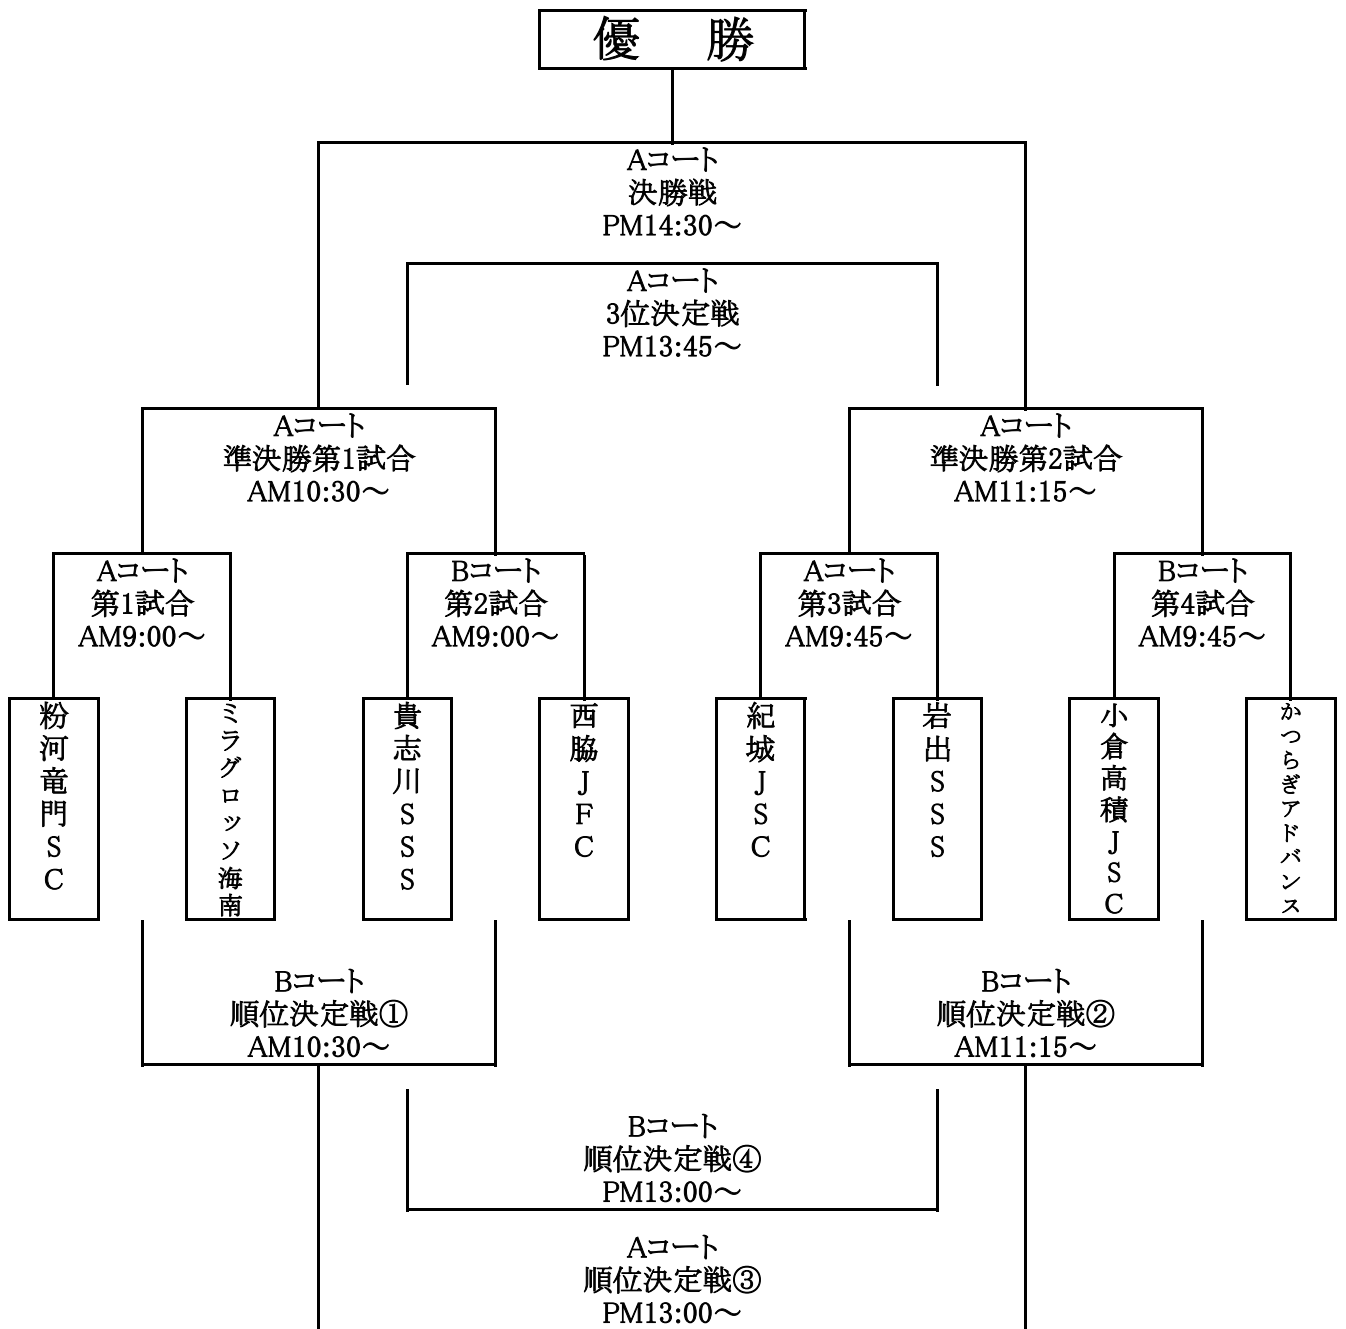 優　勝
Aコート
決勝戦
PM14:30～
Aコート
3位決定戦
PM13:45～
Aコート
準決勝第1試合
AM10:30～
Aコート
準決勝第2試合
AM11:15～
Aコート
第1試合
AM9:00～
Bコート
第2試合
AM9:00～
Aコート
第3試合
AM9:45～
Bコート
第4試合
AM9:45～
粉河竜門SC
ミラグロッソ海南
貴志川SSS
西脇JFC
紀城JSC
岩出SSS
小倉高積JSC
かつらぎアドバンス
Bコート
順位決定戦①
AM10:30～
Bコート
順位決定戦②
AM11:15～
Bコート
順位決定戦④
PM13:00～
Aコート
順位決定戦③
PM13:00～